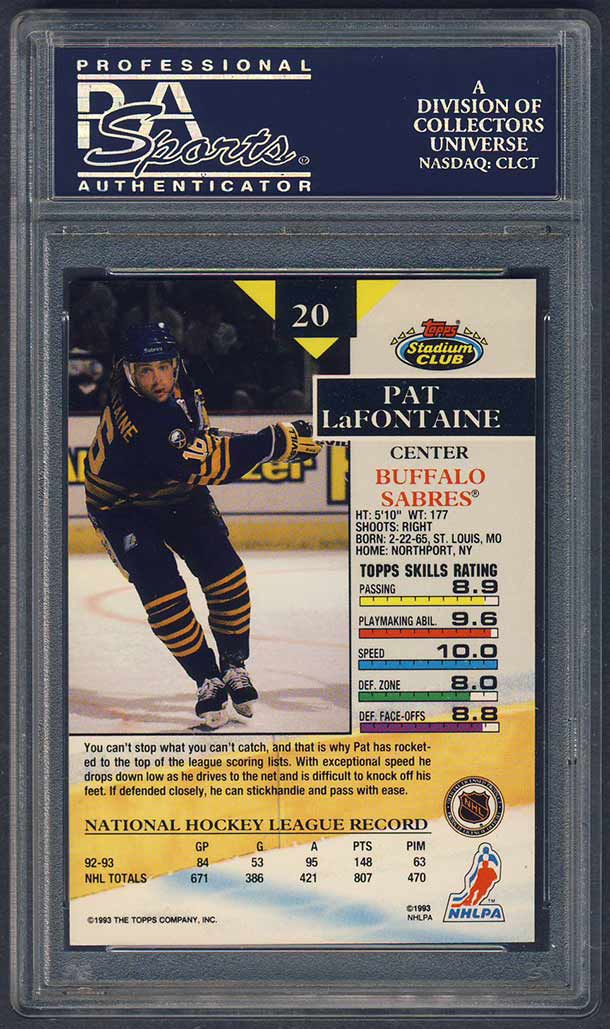 PROFESSIONAL
PSA
Sports
AUTHENTICATOR
A
DIVISION OF
COLLECTORS
UNIVERSE
NASDAQ: CLCT
20
Topps
Stadium
CLUB
PAT
LaFONTAINE
CENTER
BUFFALO
SABRES®
HT: 5'10" WT: 177
SHOOTS: RIGHT
BORN: 2-22-65, ST. LOUIS, MO
HOME: NORTHPORT, NY
TOPPS SKILLS RATING
PASSING 8.9
PLAYMAKING ABIL. 9.6
SPEED 10.0
DEF. ZONE 8.0
DEF. FACE-OFFS 8.8
Sabres
16
You can't stop what you can't catch, and that is why Pat has rocket-
ed to the top of the league scoring lists. With exceptional speed he
drops down low as he drives to the net and is difficult to knock off his
feet. If defended closely, he can stickhandle and pass with ease.
NATIONAL HOCKEY LEAGUE RECORD
GP G A PTS PIM
92-93 84 53 95 148 63
NHL TOTALS 671 386 421 807 470
©1993 THE TOPPS COMPANY, INC.
©1993
NHLPA
NHL
NHLPA